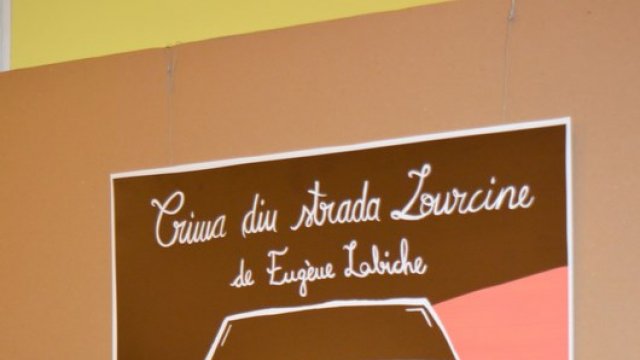 Crima din strada Lourcine
de Eugène Labiche